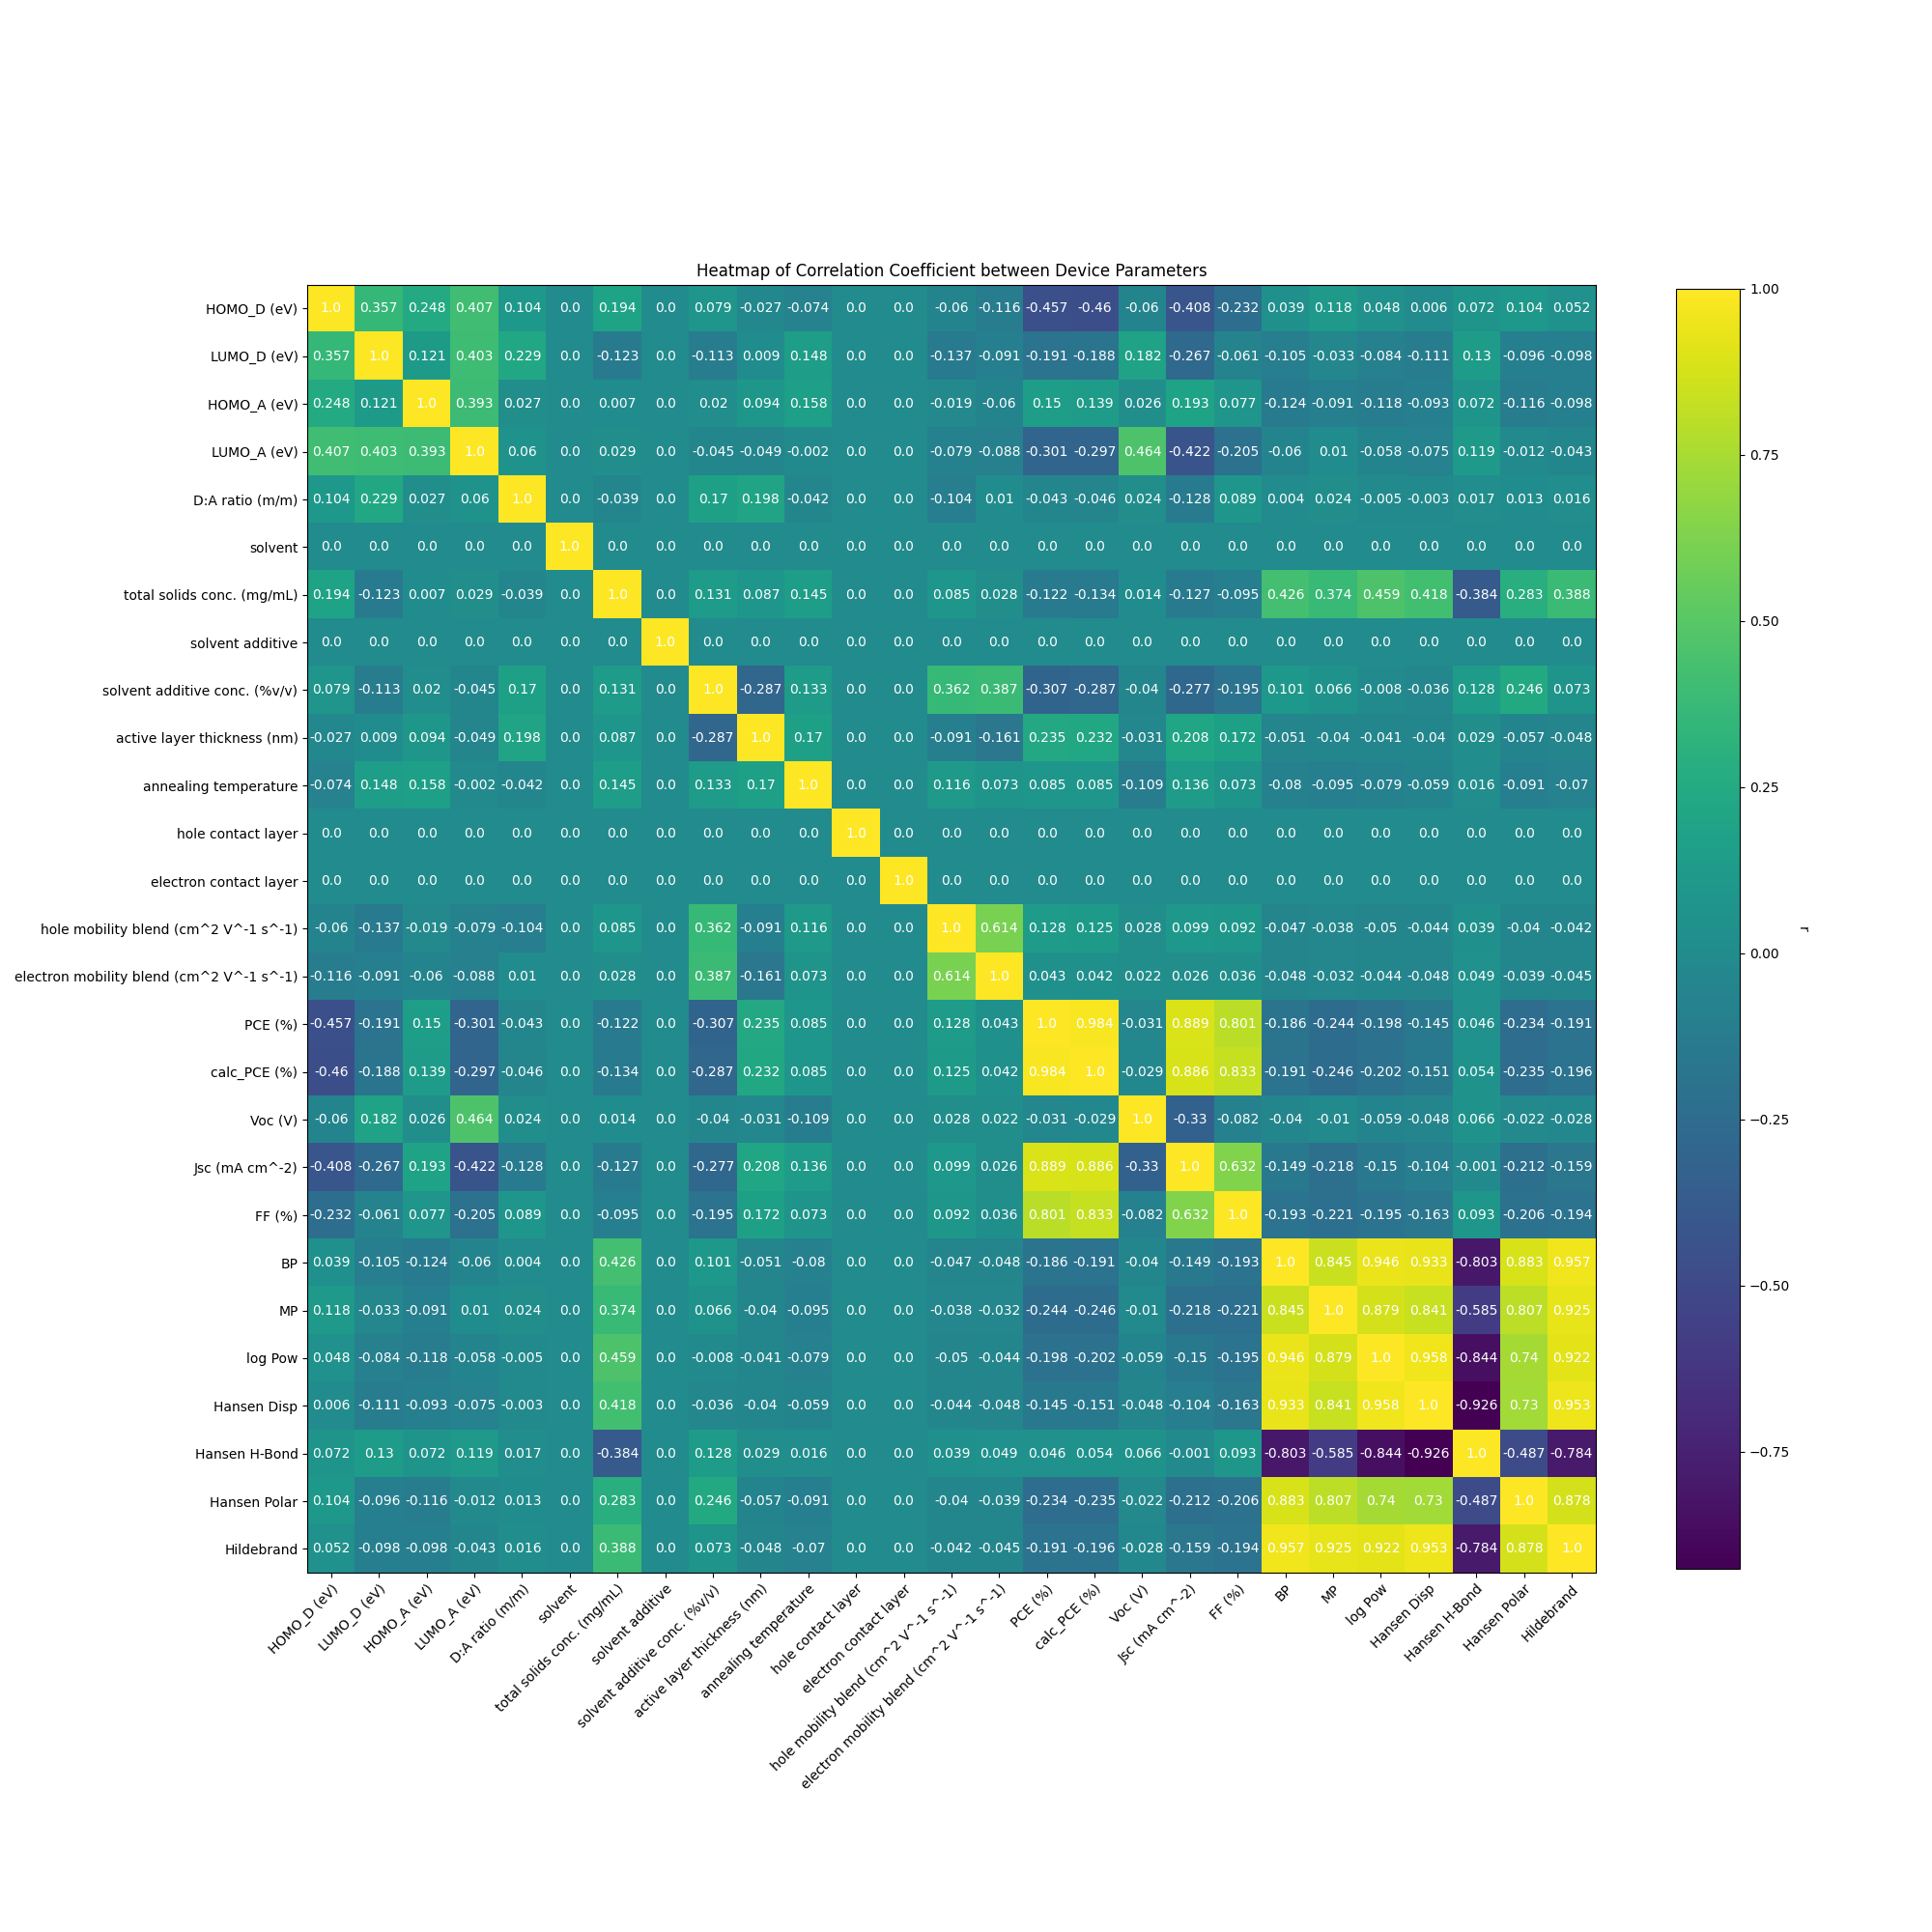 Heatmap of Correlation Coefficient between Device Parameters
HOMO_D (eV) 1.0 0.357 0.248 0.407 0.104 0.0 0.194 0.0 0.079 -0.027 -0.074 0.0 0.0 -0.06 -0.116 -0.457 -0.46 -0.06 -0.408 -0.232 0.039 0.118 0.048 0.006 0.072 0.104 0.052
LUMO_D (eV) 0.357 1.0 0.121 0.403 0.229 0.0 -0.123 0.0 -0.113 0.009 0.148 0.0 0.0 -0.137 -0.091 -0.191 -0.188 0.182 -0.267 -0.061 -0.105 -0.033 -0.084 -0.111 0.13 -0.096 -0.098
HOMO_A (eV) 0.248 0.121 1.0 0.393 0.027 0.0 0.007 0.0 0.02 0.094 0.158 0.0 0.0 -0.019 -0.06 0.15 0.139 0.026 0.193 0.077 -0.124 -0.091 -0.118 -0.093 0.072 -0.116 -0.098
LUMO_A (eV) 0.407 0.403 0.393 1.0 0.06 0.0 0.029 0.0 -0.045 -0.049 -0.002 0.0 0.0 -0.079 -0.088 -0.301 -0.297 0.464 -0.422 -0.205 -0.06 0.01 -0.058 -0.075 0.119 -0.012 -0.043
D:A ratio (m/m) 0.104 0.229 0.027 0.06 1.0 0.0 -0.039 0.0 0.17 0.198 -0.042 0.0 0.0 -0.104 0.01 -0.043 -0.046 0.024 -0.128 0.089 0.004 0.024 -0.005 -0.003 0.017 0.013 0.016
solvent 0.0 0.0 0.0 0.0 0.0 1.0 0.0 0.0 0.0 0.0 0.0 0.0 0.0 0.0 0.0 0.0 0.0 0.0 0.0 0.0 0.0 0.0 0.0 0.0 0.0 0.0 0.0
total solids conc. (mg/mL) 0.194 -0.123 0.007 0.029 -0.039 0.0 1.0 0.0 0.131 0.087 0.145 0.0 0.0 0.085 0.028 -0.122 -0.134 0.014 -0.127 -0.095 0.426 0.374 0.459 0.418 -0.384 0.283 0.388
solvent additive 0.0 0.0 0.0 0.0 0.0 0.0 0.0 1.0 0.0 0.0 0.0 0.0 0.0 0.0 0.0 0.0 0.0 0.0 0.0 0.0 0.0 0.0 0.0 0.0 0.0 0.0 0.0
solvent additive conc. (%v/v) 0.079 -0.113 0.02 -0.045 0.17 0.0 0.131 0.0 1.0 -0.287 0.133 0.0 0.0 0.362 0.387 -0.307 -0.287 -0.04 -0.277 -0.195 0.101 0.066 -0.008 -0.036 0.128 0.246 0.073
active layer thickness (nm) -0.027 0.009 0.094 -0.049 0.198 0.0 0.087 0.0 -0.287 1.0 0.17 0.0 0.0 -0.091 -0.161 0.235 0.232 -0.031 0.208 0.172 -0.051 -0.04 -0.041 -0.04 0.029 -0.057 -0.048
annealing temperature -0.074 0.148 0.158 -0.002 -0.042 0.0 0.145 0.0 0.133 0.17 1.0 0.0 0.0 0.116 0.073 0.085 0.085 -0.109 0.136 0.073 -0.08 -0.095 -0.079 -0.059 0.016 -0.091 -0.07
hole contact layer 0.0 0.0 0.0 0.0 0.0 0.0 0.0 0.0 0.0 0.0 0.0 1.0 0.0 0.0 0.0 0.0 0.0 0.0 0.0 0.0 0.0 0.0 0.0 0.0 0.0 0.0 0.0
electron contact layer 0.0 0.0 0.0 0.0 0.0 0.0 0.0 0.0 0.0 0.0 0.0 0.0 1.0 0.0 0.0 0.0 0.0 0.0 0.0 0.0 0.0 0.0 0.0 0.0 0.0 0.0 0.0
hole mobility blend (cm^2 V^-1 s^-1) -0.06 -0.137 -0.019 -0.079 -0.104 0.0 0.085 0.0 0.362 -0.091 0.116 0.0 0.0 1.0 0.614 0.128 0.125 0.028 0.099 0.092 -0.047 -0.038 -0.05 -0.044 0.039 -0.04 -0.042
electron mobility blend (cm^2 V^-1 s^-1) -0.116 -0.091 -0.06 -0.088 0.01 0.0 0.028 0.0 0.387 -0.161 0.073 0.0 0.0 0.614 1.0 0.043 0.042 0.022 0.026 0.036 -0.048 -0.032 -0.044 -0.048 0.049 -0.039 -0.045
PCE (%) -0.457 -0.191 0.15 -0.301 -0.043 0.0 -0.122 0.0 -0.307 0.235 0.085 0.0 0.0 0.128 0.043 1.0 0.984 -0.031 0.889 0.801 -0.186 -0.244 -0.198 -0.145 0.046 -0.234 -0.191
calc_PCE (%) -0.46 -0.188 0.139 -0.297 -0.046 0.0 -0.134 0.0 -0.287 0.232 0.085 0.0 0.0 0.125 0.042 0.984 1.0 -0.029 0.886 0.833 -0.191 -0.246 -0.202 -0.151 0.054 -0.235 -0.196
Voc (V) -0.06 0.182 0.026 0.464 0.024 0.0 0.014 0.0 -0.04 -0.031 -0.109 0.0 0.0 0.028 0.022 -0.031 -0.029 1.0 -0.33 -0.082 -0.04 -0.01 -0.059 -0.048 0.066 -0.022 -0.028
Jsc (mA cm^-2) -0.408 -0.267 0.193 -0.422 -0.128 0.0 -0.127 0.0 -0.277 0.208 0.136 0.0 0.0 0.099 0.026 0.889 0.886 -0.33 1.0 0.632 -0.149 -0.218 -0.15 -0.104 -0.001 -0.212 -0.159
FF (%) -0.232 -0.061 0.077 -0.205 0.089 0.0 -0.095 0.0 -0.195 0.172 0.073 0.0 0.0 0.092 0.036 0.801 0.833 -0.082 0.632 1.0 -0.193 -0.221 -0.195 -0.163 0.093 -0.206 -0.194
BP 0.039 -0.105 -0.124 -0.06 0.004 0.0 0.426 0.0 0.101 -0.051 -0.08 0.0 0.0 -0.047 -0.048 -0.186 -0.191 -0.04 -0.149 -0.193 1.0 0.845 0.946 0.933 -0.803 0.883 0.957
MP 0.118 -0.033 -0.091 0.01 0.024 0.0 0.374 0.0 0.066 -0.04 -0.095 0.0 0.0 -0.038 -0.032 -0.244 -0.246 -0.01 -0.218 -0.221 0.845 1.0 0.879 0.841 -0.585 0.807 0.925
log Pow 0.048 -0.084 -0.118 -0.058 -0.005 0.0 0.459 0.0 -0.008 -0.041 -0.079 0.0 0.0 -0.05 -0.044 -0.198 -0.202 -0.059 -0.15 -0.195 0.946 0.879 1.0 0.958 -0.844 0.74 0.922
Hansen Disp 0.006 -0.111 -0.093 -0.075 -0.003 0.0 0.418 0.0 -0.036 -0.04 -0.059 0.0 0.0 -0.044 -0.048 -0.145 -0.151 -0.048 -0.104 -0.163 0.933 0.841 0.958 1.0 -0.926 0.73 0.953
Hansen H-Bond 0.072 0.13 0.072 0.119 0.017 0.0 -0.384 0.0 0.128 0.029 0.016 0.0 0.0 0.039 0.049 0.046 0.054 0.066 -0.001 0.093 -0.803 -0.585 -0.844 -0.926 1.0 -0.487 -0.784
Hansen Polar 0.104 -0.096 -0.116 -0.012 0.013 0.0 0.283 0.0 0.246 -0.057 -0.091 0.0 0.0 -0.04 -0.039 -0.234 -0.235 -0.022 -0.212 -0.206 0.883 0.807 0.74 0.73 -0.487 1.0 0.878
Hildebrand 0.052 -0.098 -0.098 -0.043 0.016 0.0 0.388 0.0 0.073 -0.048 -0.07 0.0 0.0 -0.042 -0.045 -0.191 -0.196 -0.028 -0.159 -0.194 0.957 0.925 0.922 0.953 -0.784 0.878 1.0
HOMO_D (eV)
LUMO_D (eV)
HOMO_A (eV)
LUMO_A (eV)
D:A ratio (m/m)
solvent
total solids conc. (mg/mL)
solvent additive
solvent additive conc. (%v/v)
active layer thickness (nm)
annealing temperature
hole contact layer
electron contact layer
hole mobility blend (cm^2 V^-1 s^-1)
electron mobility blend (cm^2 V^-1 s^-1)
PCE (%)
calc_PCE (%)
Voc (V)
Jsc (mA cm^-2)
FF (%)
BP
MP
log Pow
Hansen Disp
Hansen H-Bond
Hansen Polar
Hildebrand
1.00
0.75
0.50
0.25
0.00
−0.25
−0.50
−0.75
r